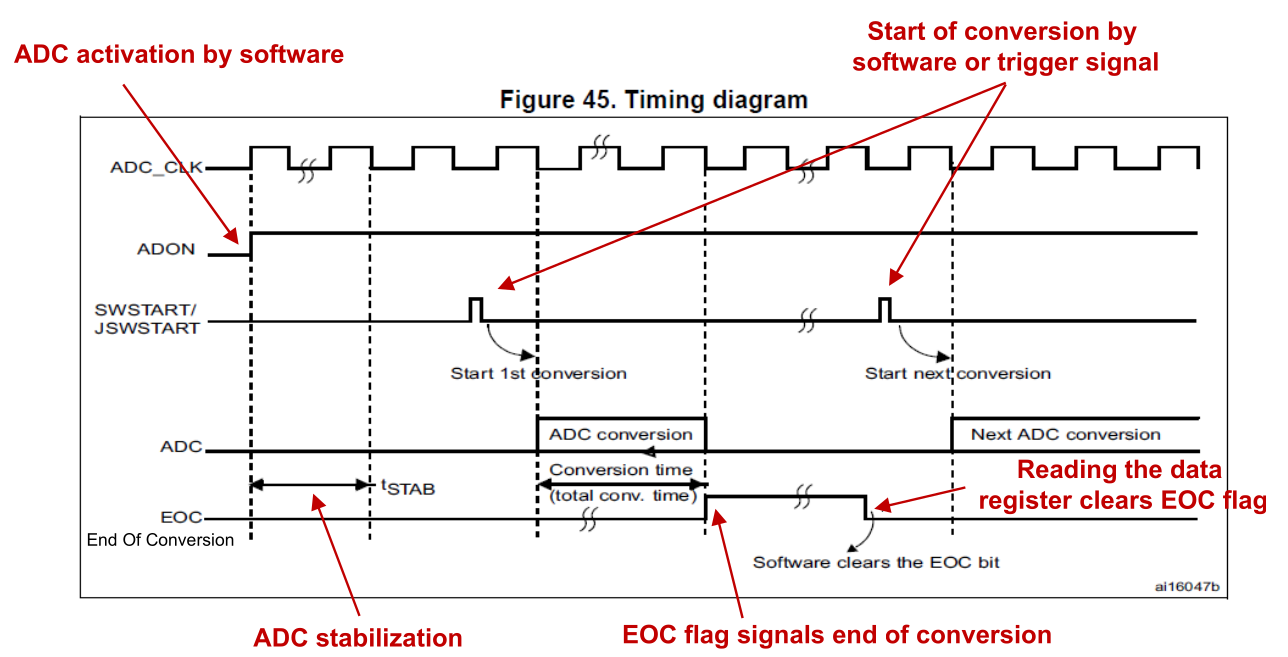 Start of conversion by
software or trigger signal
ADC activation by software
Figure 45. Timing diagram
ADC_CLK
ADON
SWSTART/
JSWSTART
Start 1st conversion
Start next conversion
ADC
ADC conversion
Next ADC conversion
Conversion time
(total conv. time)
tSTAB
Reading the data
register clears EOC flag
EOC
End Of Conversion
Software clears the EOC bit
ai16047b
ADC stabilization
EOC flag signals end of conversion